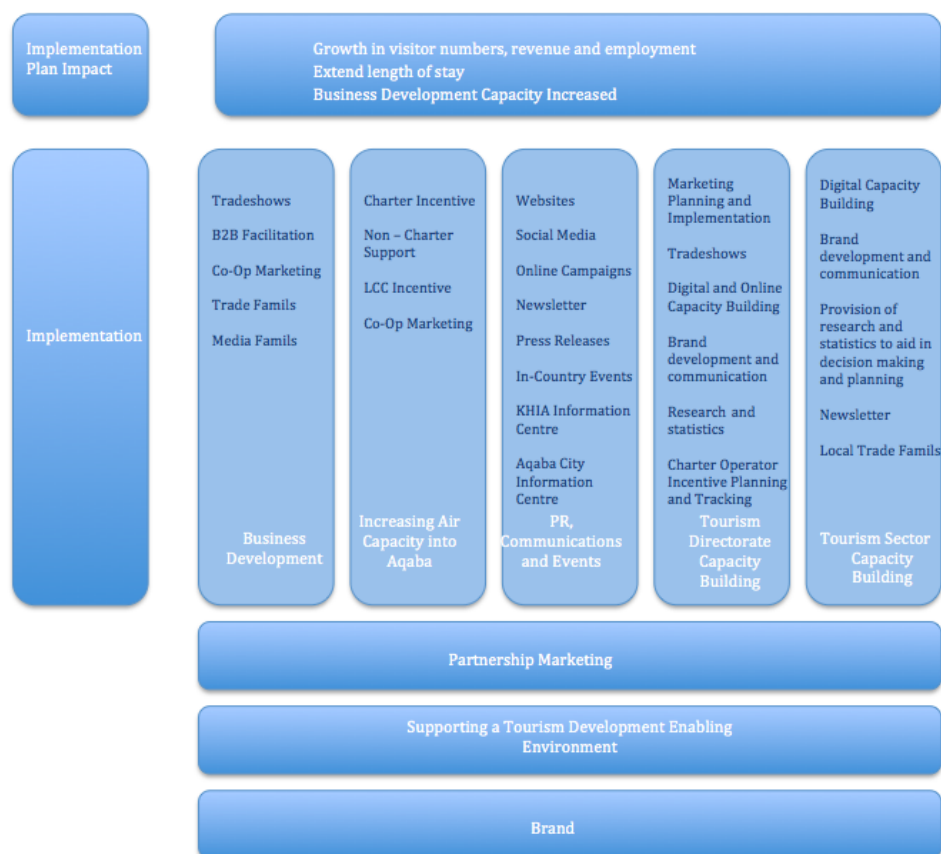 Implementation
Plan Impact
Growth in visitor numbers, revenue and employment
Extend length of stay
Business Development Capacity Increased
Implementation
Tradeshows
B2B Facilitation
Co-Op Marketing
Trade Famils
Media Famils
Business
Development
Charter Incentive
Non – Charter
Support
LCC Incentive
Co-Op Marketing
Increasing Air
Capacity into
Aqaba
Websites
Social Media
Online Campaigns
Newsletter
Press Releases
In-Country Events
KHIA Information
Centre
Aqaba City
Information
Centre
PR,
Communications
and Events
Marketing
Planning and
Implementation
Tradeshows
Digital and Online
Capacity Building
Brand
development and
communication
Research and
statistics
Charter Operator
Incentive Planning
and Tracking
Tourism
Directorate
Capacity
Building
Digital Capacity
Building
Brand
development and
communication
Provision of
research and
statistics to aid in
decision making
and planning
Newsletter
Local Trade Famils
Tourism Sector
Capacity
Building
Partnership Marketing
Supporting a Tourism Development Enabling
Environment
Brand